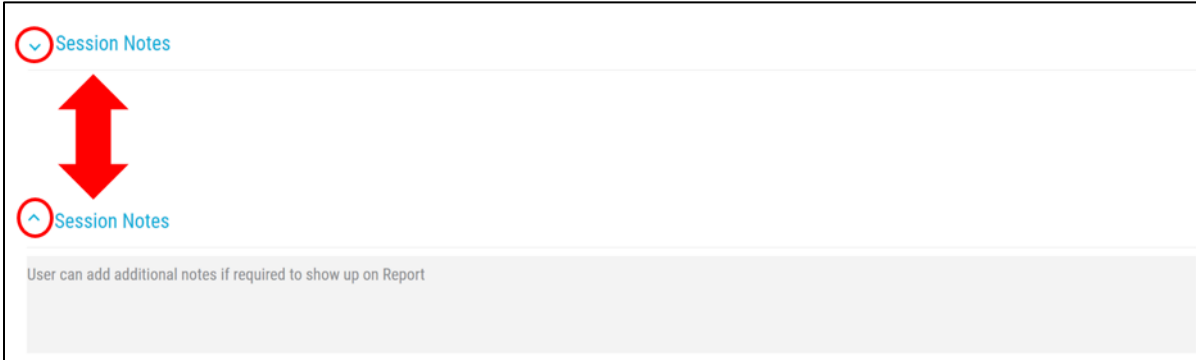 Session Notes
Session Notes
User can add additional notes if required to show up on Report